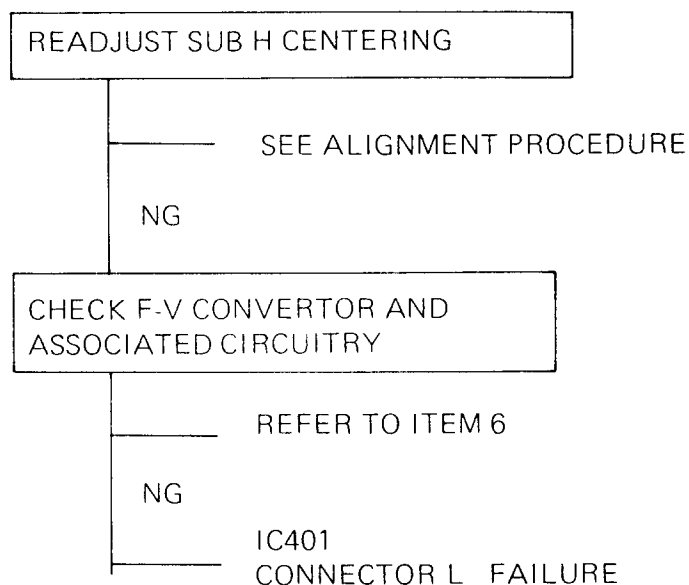 READJUST SUB H CENTERING
SEE ALIGNMENT PROCEDURE
NG
CHECK F-V CONVERTOR AND
ASSOCIATED CIRCUITRY
REFER TO ITEM 6
NG
IC401
CONNECTOR L FAILURE